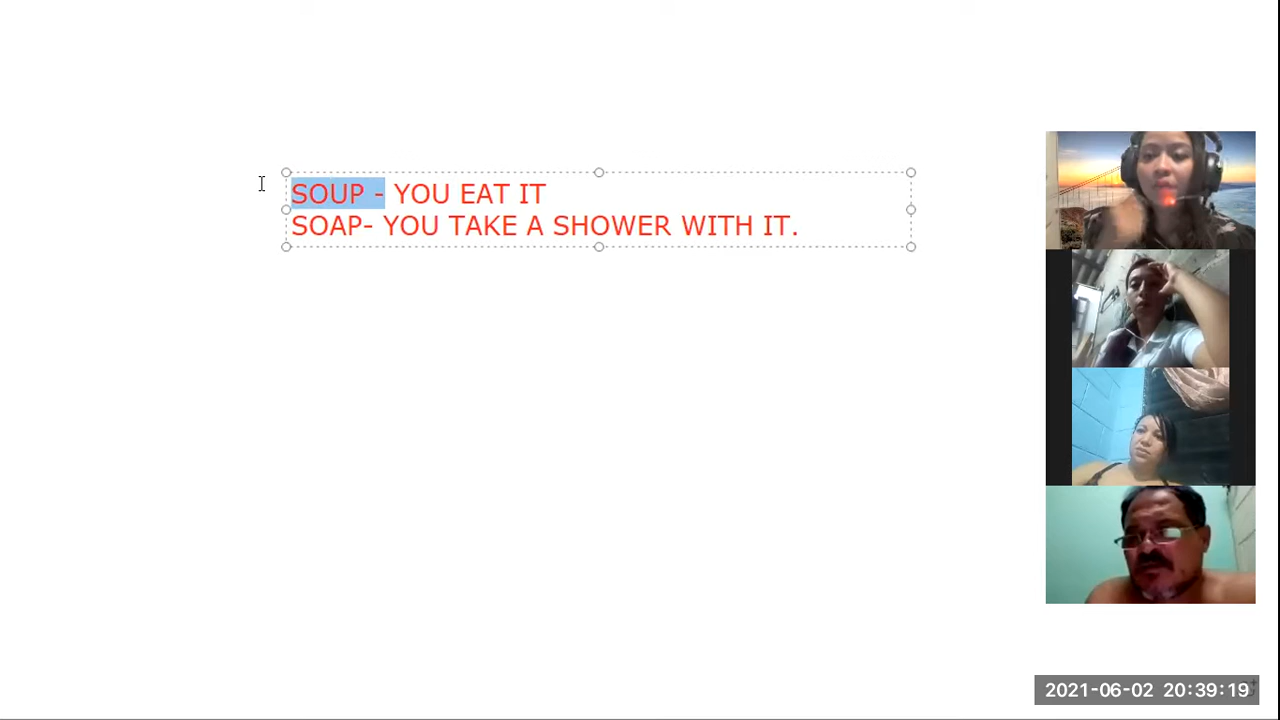 SOUP - YOU EAT IT
SOAP- YOU TAKE A SHOWER WITH IT.
2021-06-02 20:39:19